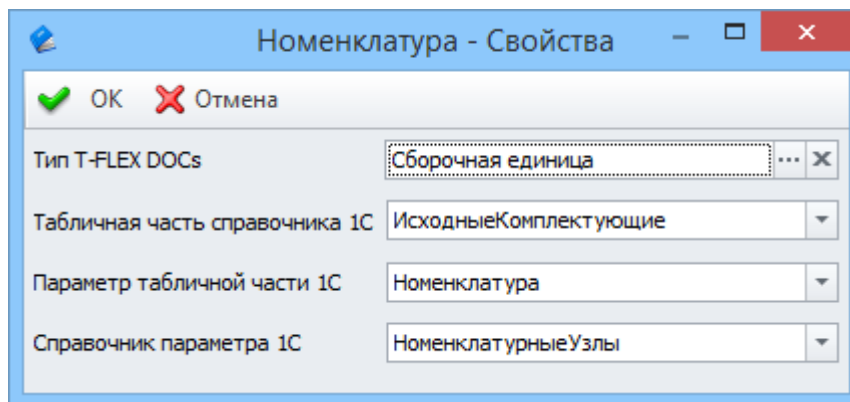 Номенклатура - Свойства
ОК Отмена
Тип T-FLEX DOCs Сборочная единица
Табличная часть справочника 1С ИсходныеКомплектующие
Параметр табличной части 1С Номенклатура
Справочник параметра 1С НоменклатурныеУзлы